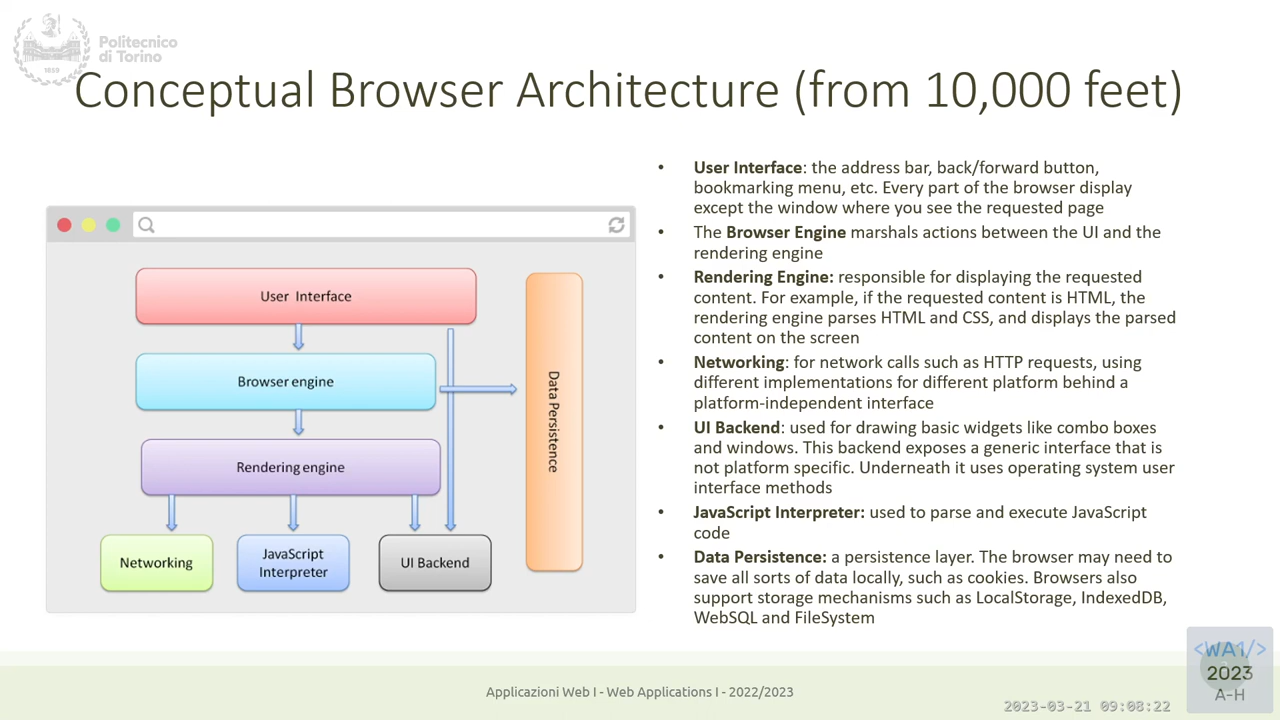 Politecnico
di Torino
1859
Conceptual Browser Architecture (from 10,000 feet)
User Interface
Browser engine
Rendering engine
Networking
JavaScript
Interpreter
UI Backend
Data Persistence
• User Interface: the address bar, back/forward button,
bookmarking menu, etc. Every part of the browser display
except the window where you see the requested page
• The Browser Engine marshals actions between the UI and the
rendering engine
• Rendering Engine: responsible for displaying the requested
content. For example, if the requested content is HTML, the
rendering engine parses HTML and CSS, and displays the parsed
content on the screen
• Networking: for network calls such as HTTP requests, using
different implementations for different platform behind a
platform-independent interface
• UI Backend: used for drawing basic widgets like combo boxes
and windows. This backend exposes a generic interface that is
not platform specific. Underneath it uses operating system user
interface methods
• JavaScript Interpreter: used to parse and execute JavaScript
code
• Data Persistence: a persistence layer. The browser may need to
save all sorts of data locally, such as cookies. Browsers also
support storage mechanisms such as LocalStorage, IndexedDB,
WebSQL and FileSystem
Applicazioni Web I - Web Applications I - 2022/2023
<WA1/>
2023
A-H
2023-03-21 09:08:22